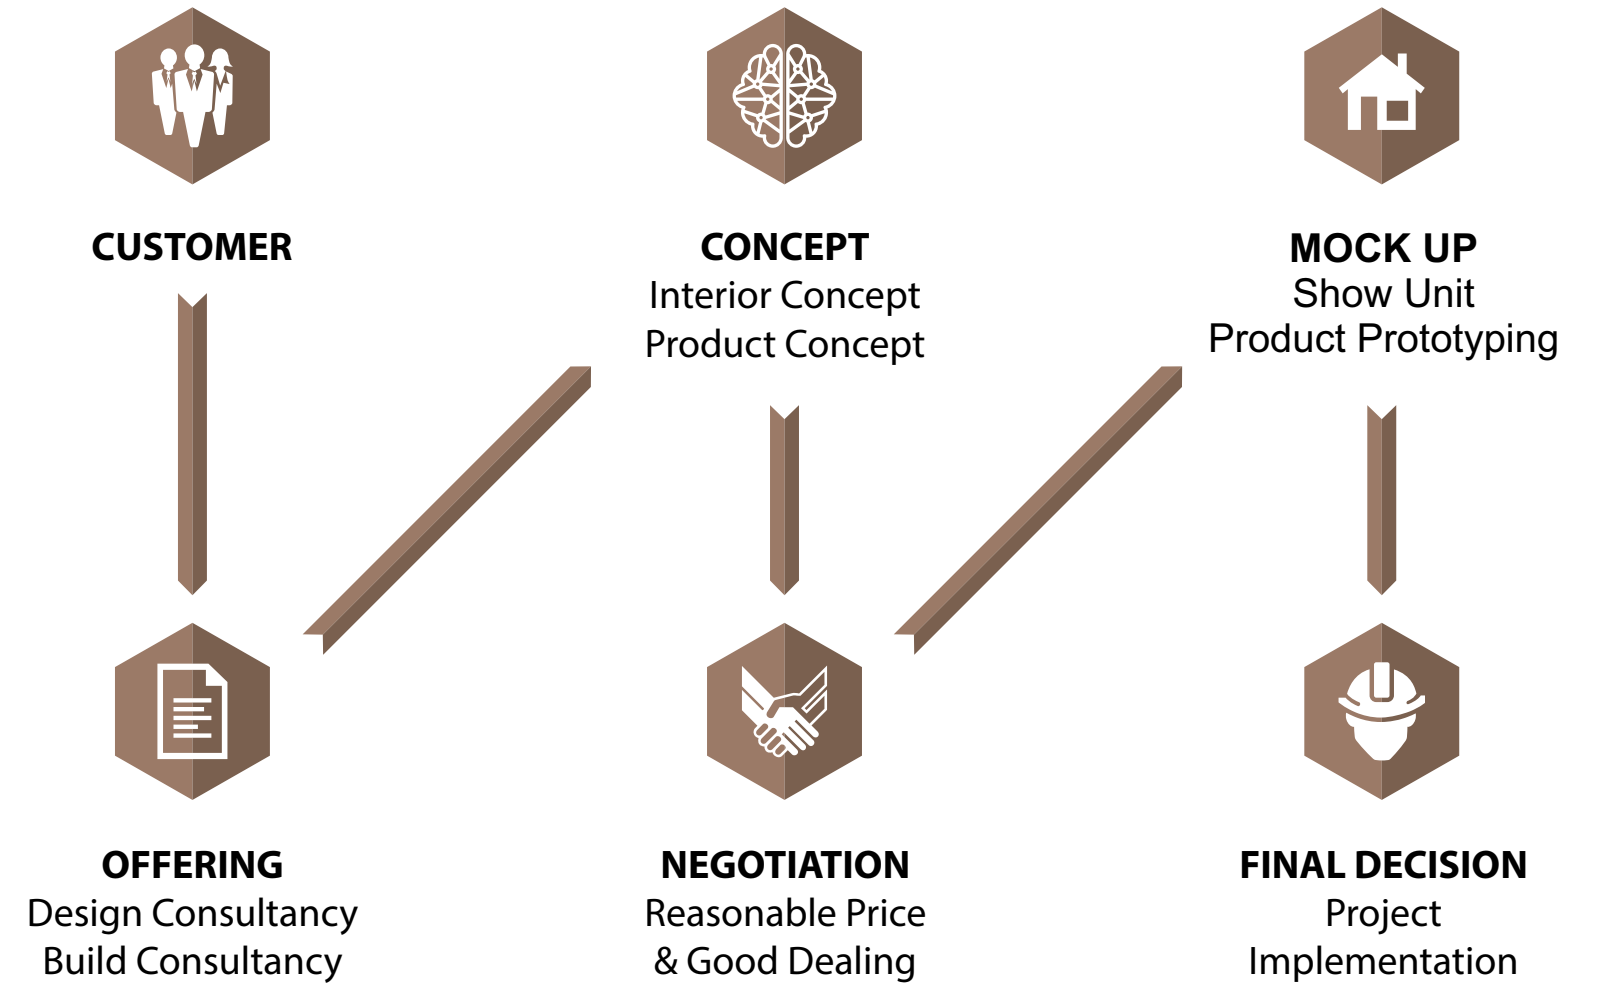 CUSTOMER
CONCEPT
Interior Concept
Product Concept
MOCK UP
Show Unit
Product Prototyping
OFFERING
Design Consultancy
Build Consultancy
NEGOTIATION
Reasonable Price
& Good Dealing
FINAL DECISION
Project
Implementation